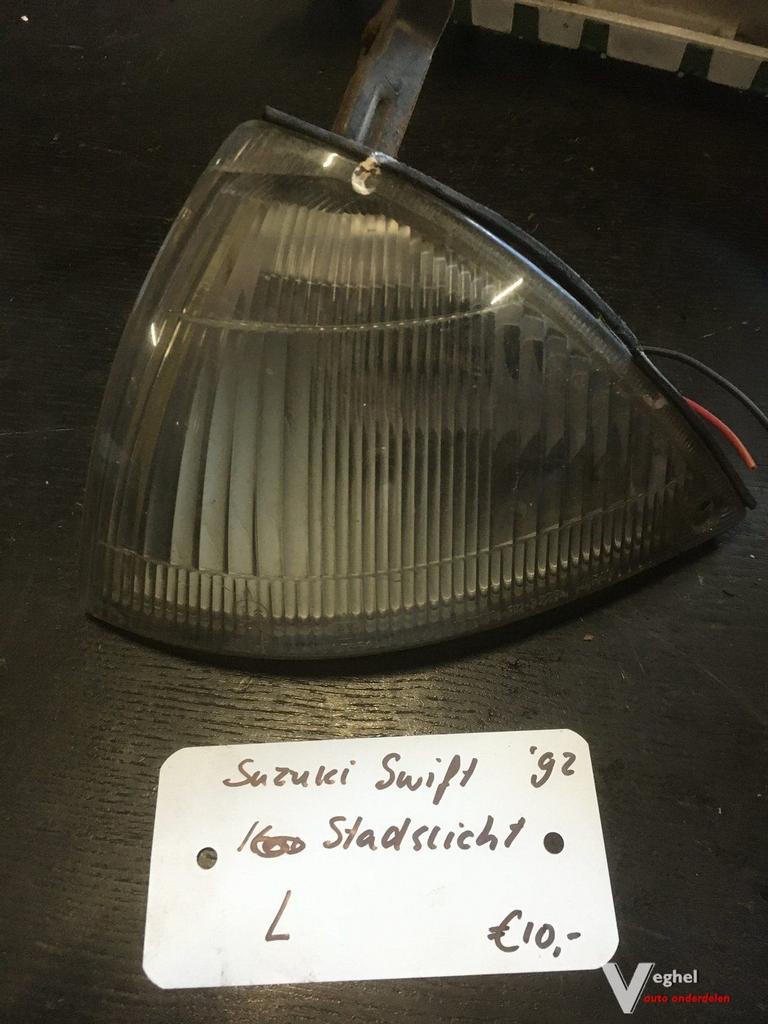 Suzuki Swift '92
Stadslicht
L
€10,-
Veghel
auto onderdelen